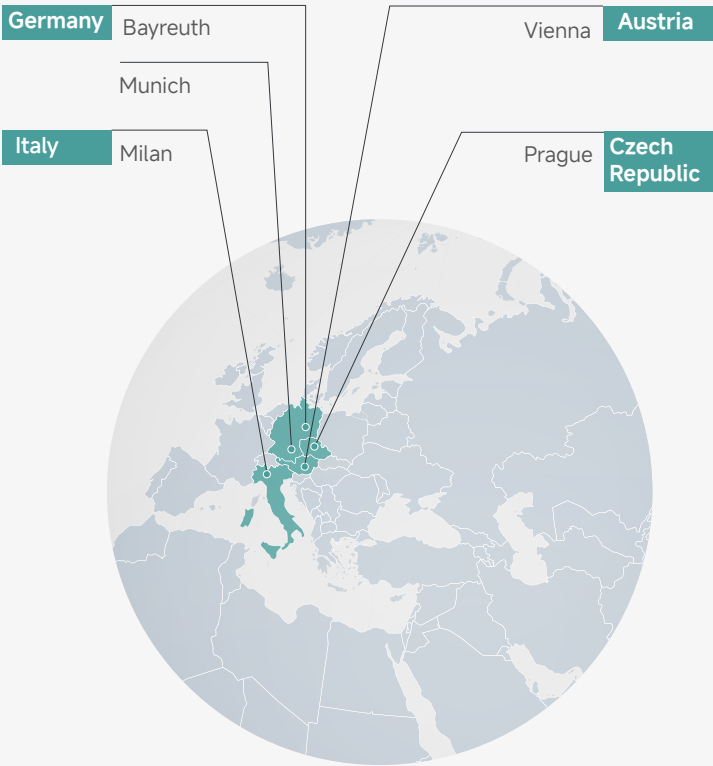 Germany
Bayreuth
Munich
Italy
Milan
Vienna
Austria
Prague
Czech
Republic